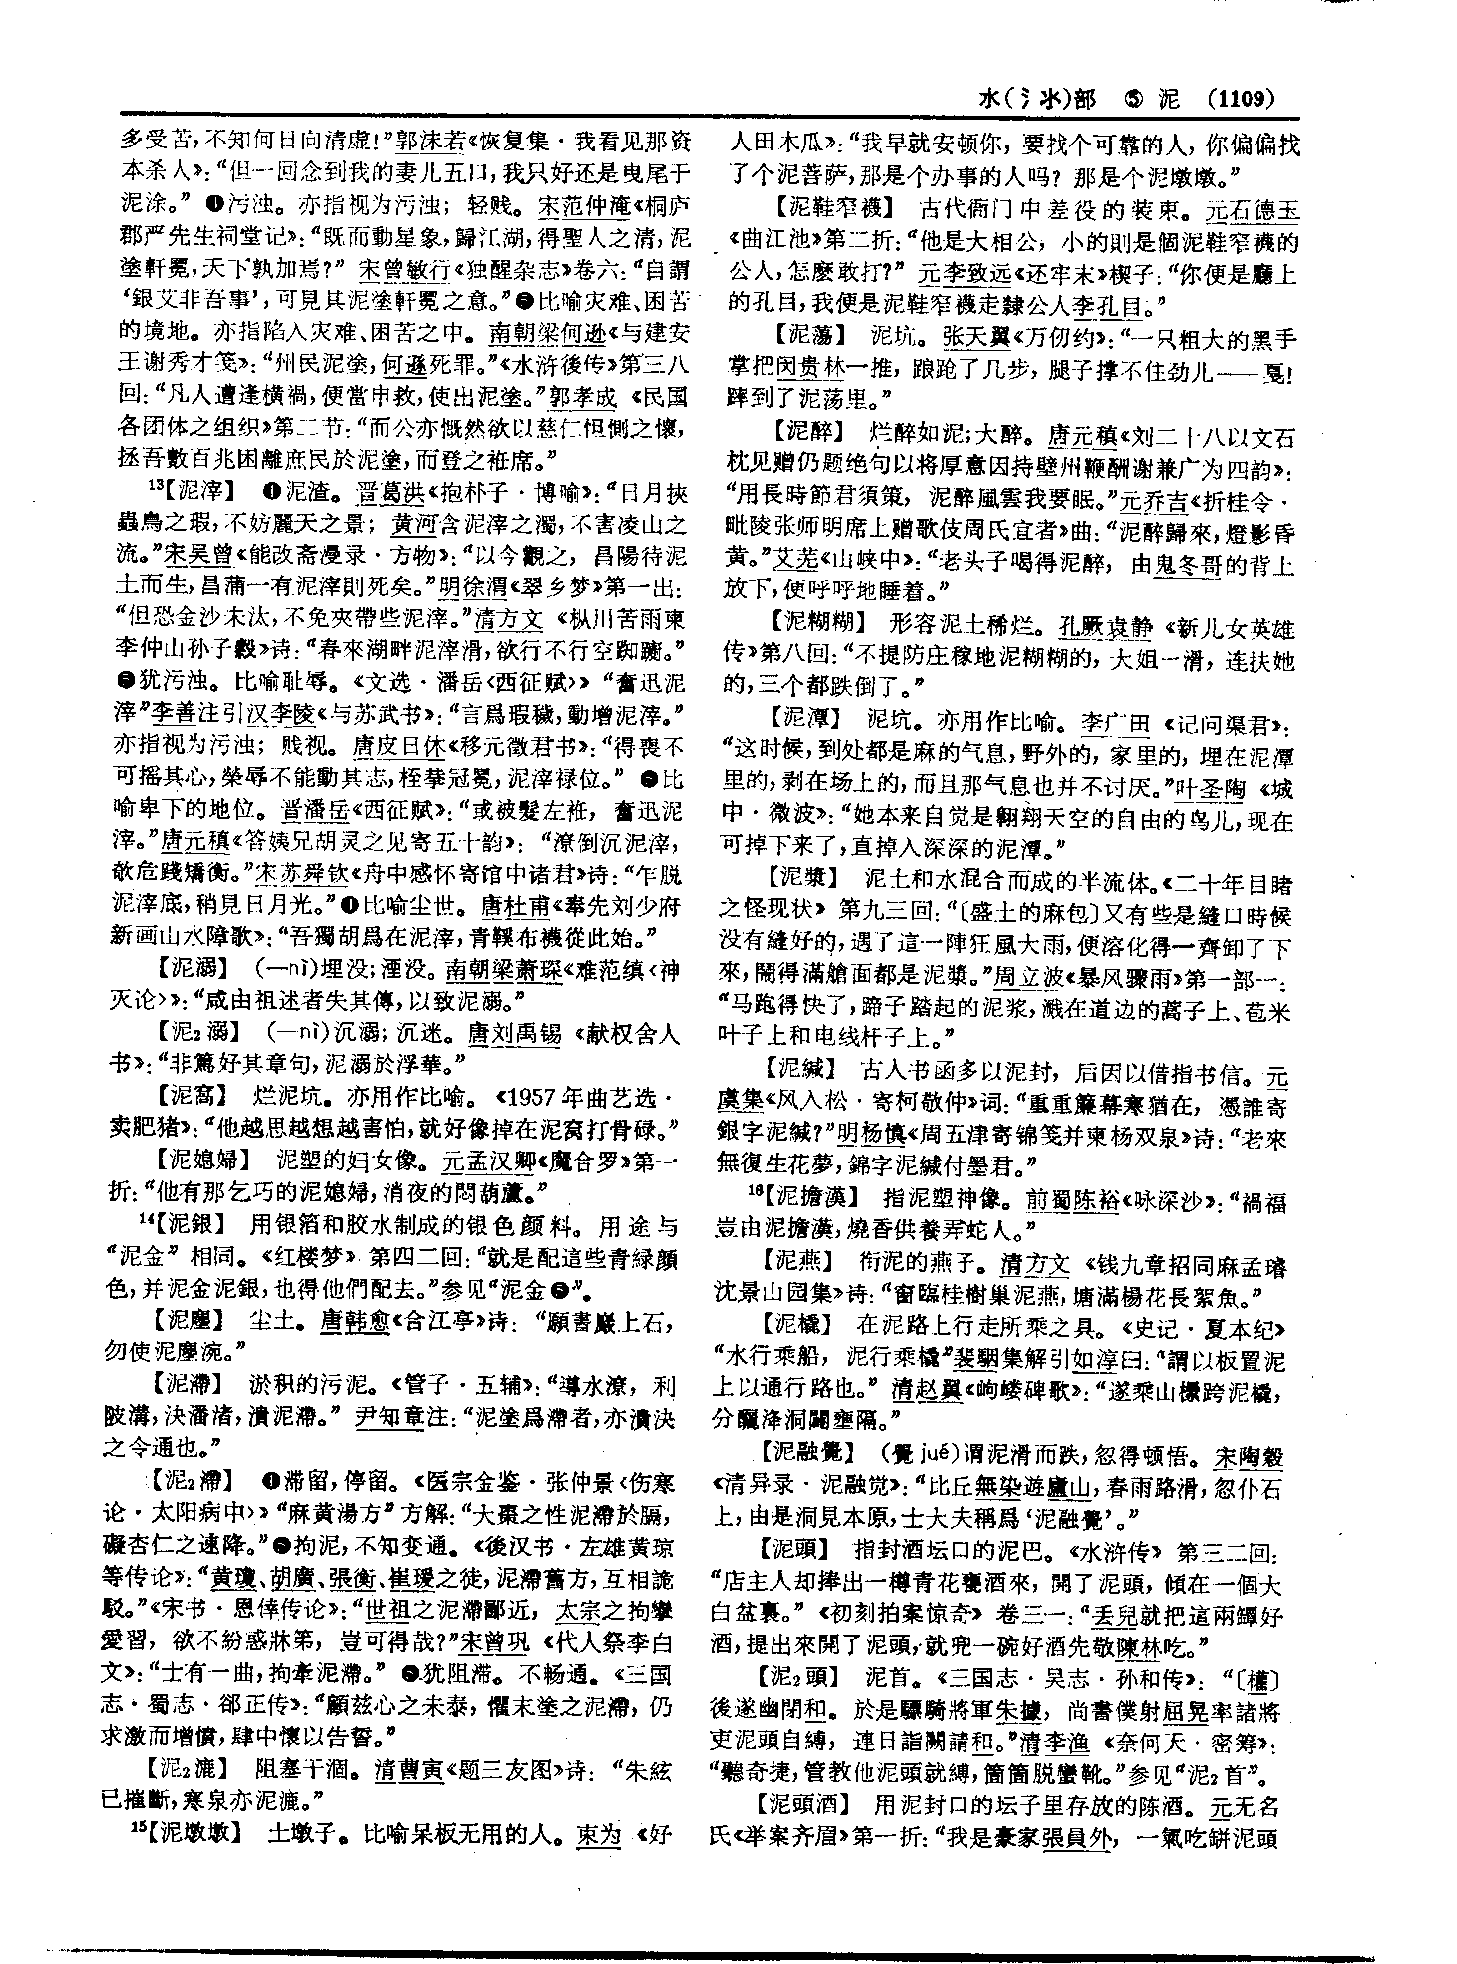 水(氵氺)部 ⑤ 泥 (1109)
多受苦,不知何日向清虚!”郭沫若《恢复集·我看见那资
本杀人》:“但一回念到我的妻儿五口,我只好还是曳尾于
泥涂。” ❹污浊。亦指视为污浊;轻贱。宋范仲淹《桐庐
郡严先生祠堂记》:“既而動星象,歸江湖,得聖人之清,泥
塗軒冕,天下孰加焉?” 宋曾敏行《独醒杂志》卷六:“自謂
‘銀艾非吾事’,可見其泥塗軒冕之意。”❺比喻灾难、困苦
的境地。亦指陷入灾难、困苦之中。南朝梁何逊《与建安
王谢秀才笺》:“州民泥塗,何遜死罪。”《水浒後传》第三八
回:“凡人遭逢横禍,便當申救,使出泥塗。”郭孝成《民国
各团体之组织》第二节:“而公亦慨然欲以慈仁怛惻之懷,
拯吾數百兆困離庶民於泥塗,而登之袵席。”
13【泥滓】 ❶泥渣。晋葛洪《抱朴子·博喻》:“日月挾
蟲鳥之瑕,不妨麗天之景;黄河含泥滓之濁,不害凌山之
流。”宋吴曾《能改斋漫录·方物》:“以今觀之,昌陽待泥
土而生,昌蒲一有泥滓則死矣。”明徐渭《翠乡梦》第一出:
“但恐金沙未汰,不免夾帶些泥滓。”清方文《枞川苦雨柬
李仲山孙子穀》诗:“春來湖畔泥滓滑,欲行不行空踟躕。”
❷犹污浊。比喻耻辱。《文选·潘岳〈西征赋〉》“奮迅泥
滓”李善注引汉李陵《与苏武书》:“言爲瑕穢,動增泥滓。”
亦指视为污浊;贱视。唐皮日休《移元徵君书》:“得喪不
可摇其心,榮辱不能動其志,桎梏冠冕,泥滓禄位。” ❸比
喻卑下的地位。晋潘岳《西征赋》:“或被髮左袵,奮迅泥
滓。”唐元稹《答姨兄胡灵之见寄五十韵》:“潦倒沉泥滓,
欹危踐矯衡。”宋苏舜钦《舟中感怀寄馆中诸君》诗:“乍脱
泥滓底,稍見日月光。”❹比喻尘世。唐杜甫《奉先刘少府
新画山水障歌》:“吾獨胡爲在泥滓,青鞵布襪從此始。”
【泥溺】 (—nì)埋没;湮没。南朝梁萧琛《难范缜〈神
灭论〉》:“咸由祖述者失其傳,以致泥溺。”
【泥2溺】 (—nì)沉溺;沉迷。唐刘禹锡《献权舍人
书》:“非篤好其章句,泥溺於浮華。”
【泥窩】 烂泥坑。亦用作比喻。《1957年曲艺选·
卖肥猪》:“他越思越想越害怕,就好像掉在泥窝打骨碌。”
【泥媳婦】 泥塑的妇女像。元孟汉卿《魔合罗》第一
折:“他有那乞巧的泥媳婦,消夜的悶葫蘆。”
14【泥銀】 用银箔和胶水制成的银色颜料。用途与
“泥金”相同。《红楼梦》第四二回:“就是配這些青緑顔
色,并泥金泥銀,也得他們配去。”参见“泥金❷”。
【泥塵】 尘土。唐韩愈《合江亭》诗:“願書巖上石,
勿使泥塵涴。”
【泥滯】 淤积的污泥。《管子·五辅》:“導水潦,利
陂溝,決潘渚,潰泥滯。”尹知章注:“泥塗爲滯者,亦潰決
之令通也。”
【泥2滯】 ❶滞留,停留。《医宗金鉴·张仲景〈伤寒
论·太阳病中〉》“麻黄湯方”方解:“大棗之性泥滯於膈,
礙杏仁之速降。”❷拘泥,不知变通。《後汉书·左雄黄琼
等传论》:“黄瓊、胡廣、張衡、崔瑗之徒,泥滯舊方,互相詭
駁。”《宋书·恩倖传论》:“世祖之泥滯鄙近,太宗之拘攣
愛習,欲不紛惑牀笫,豈可得哉?”宋曾巩《代人祭李白
文》:“士有一曲,拘牽泥滯。” ❸犹阻滞。不畅通。《三国
志·蜀志·郤正传》:“顧兹心之未泰,懼末塗之泥滯,仍
求激而增憤,肆中懷以告誓。”
【泥2漉】 阻塞干涸。清曹寅《题三友图》诗:“朱絃
已摧斷,寒泉亦泥漉。”
15【泥墩墩】 土墩子。比喻呆板无用的人。束为《好
人田木瓜》:“我早就安顿你,要找个可靠的人,你偏偏找
了个泥菩萨,那是个办事的人吗?那是个泥墩墩。”
【泥鞋窄襪】 古代衙门中差役的装束。元石德玉
《曲江池》第二折:“他是大相公,小的則是個泥鞋窄襪的
公人,怎麽敢打?” 元李致远《还牢末》楔子:“你便是廳上
的孔目,我便是泥鞋窄襪走隸公人李孔目。”
【泥蕩】 泥坑。张天翼《万仞约》:“一只粗大的黑手
掌把闵贵林一推,踉跄了几步,腿子撑不住劲儿——戛!
蹿到了泥荡里。”
【泥醉】 烂醉如泥;大醉。唐元稹《刘二十八以文石
枕见赠仍题绝句以将厚意因持壁州鞭酬谢兼广为四韵》:
“用長時節君須策,泥醉風雲我要眠。”元乔吉《折桂令·
毗陵张师明席上赠歌伎周氏宜者》曲:“泥醉歸來,燈影昏
黄。”艾芜《山峡中》:“老头子喝得泥醉,由鬼冬哥的背上
放下,便呼呼地睡着。”
【泥糊糊】 形容泥土稀烂。孔厥袁静《新儿女英雄
传》第八回:“不提防庄稼地泥糊糊的,大姐一滑,连扶她
的,三个都跌倒了。”
【泥潭】 泥坑。亦用作比喻。李广田《记问渠君》:
“这时候,到处都是麻的气息,野外的,家里的,埋在泥潭
里的,剥在场上的,而且那气息也并不讨厌。”叶圣陶《城
中·微波》:“她本来自觉是翱翔天空的自由的鸟儿,现在
可掉下来了,直掉入深深的泥潭。”
【泥漿】 泥土和水混合而成的半流体。《二十年目睹
之怪现状》第九三回:“〔盛土的麻包〕又有些是縫口時候
没有縫好的,遇了這一陣狂風大雨,便溶化得一齊卸了下
來,鬧得滿艙面都是泥漿。”周立波《暴风骤雨》第一部一:
“马跑得快了,蹄子踏起的泥浆,溅在道边的蒿子上、苞米
叶子上和电线杆子上。”
【泥緘】 古人书函多以泥封,后因以借指书信。元
虞集《风入松·寄柯敬仲》词:“重重簾幕寒猶在,憑誰寄
銀字泥緘?”明杨慎《周五津寄锦笺并柬杨双泉》诗:“老來
無復生花夢,錦字泥緘付墨君。”
16【泥擔漢】 指泥塑神像。前蜀陈裕《咏深沙》:“禍福
豈由泥擔漢,燒香供養弄蛇人。”
【泥燕】 衔泥的燕子。清方文《钱九章招同麻孟璿
沈景山园集》诗:“窗臨桂樹巢泥燕,塘滿楊花長絮魚。”
【泥橇】 在泥路上行走所乘之具。《史记·夏本纪》
“水行乘船,泥行乘橇”裴駰集解引如淳曰:“謂以板置泥
上以通行路也。”清赵翼《岣嵝碑歌》:“遂乘山檋跨泥橇,
分釃洚洞闢壅隔。”
【泥融覺】 (覺 jué)谓泥滑而跌,忽得顿悟。宋陶穀
《清异录·泥融觉》:“比丘無染遊廬山,春雨路滑,忽仆石
上,由是洞見本原,士大夫稱爲‘泥融覺’。”
【泥頭】 指封酒坛口的泥巴。《水浒传》第三二回:
“店主人却捧出一樽青花甕酒來,開了泥頭,傾在一個大
白盆裏。”《初刻拍案惊奇》卷三一:“丢兒就把這兩罈好
酒,提出來開了泥頭,就兜一碗好酒先敬陳林吃。”
【泥2頭】 泥首。《三国志·吴志·孙和传》:“〔權〕
後遂幽閉和。於是驃騎將軍朱據,尚書僕射屈晃率諸將
吏泥頭自縛,連日詣闕請和。”清李渔《奈何天·密筹》:
“聽奇捷,管教他泥頭就縛,箇箇脱蠻靴。”参见“泥2首”。
【泥頭酒】 用泥封口的坛子里存放的陈酒。元无名
氏《举案齐眉》第一折:“我是豪家張員外,一氣吃缾泥頭